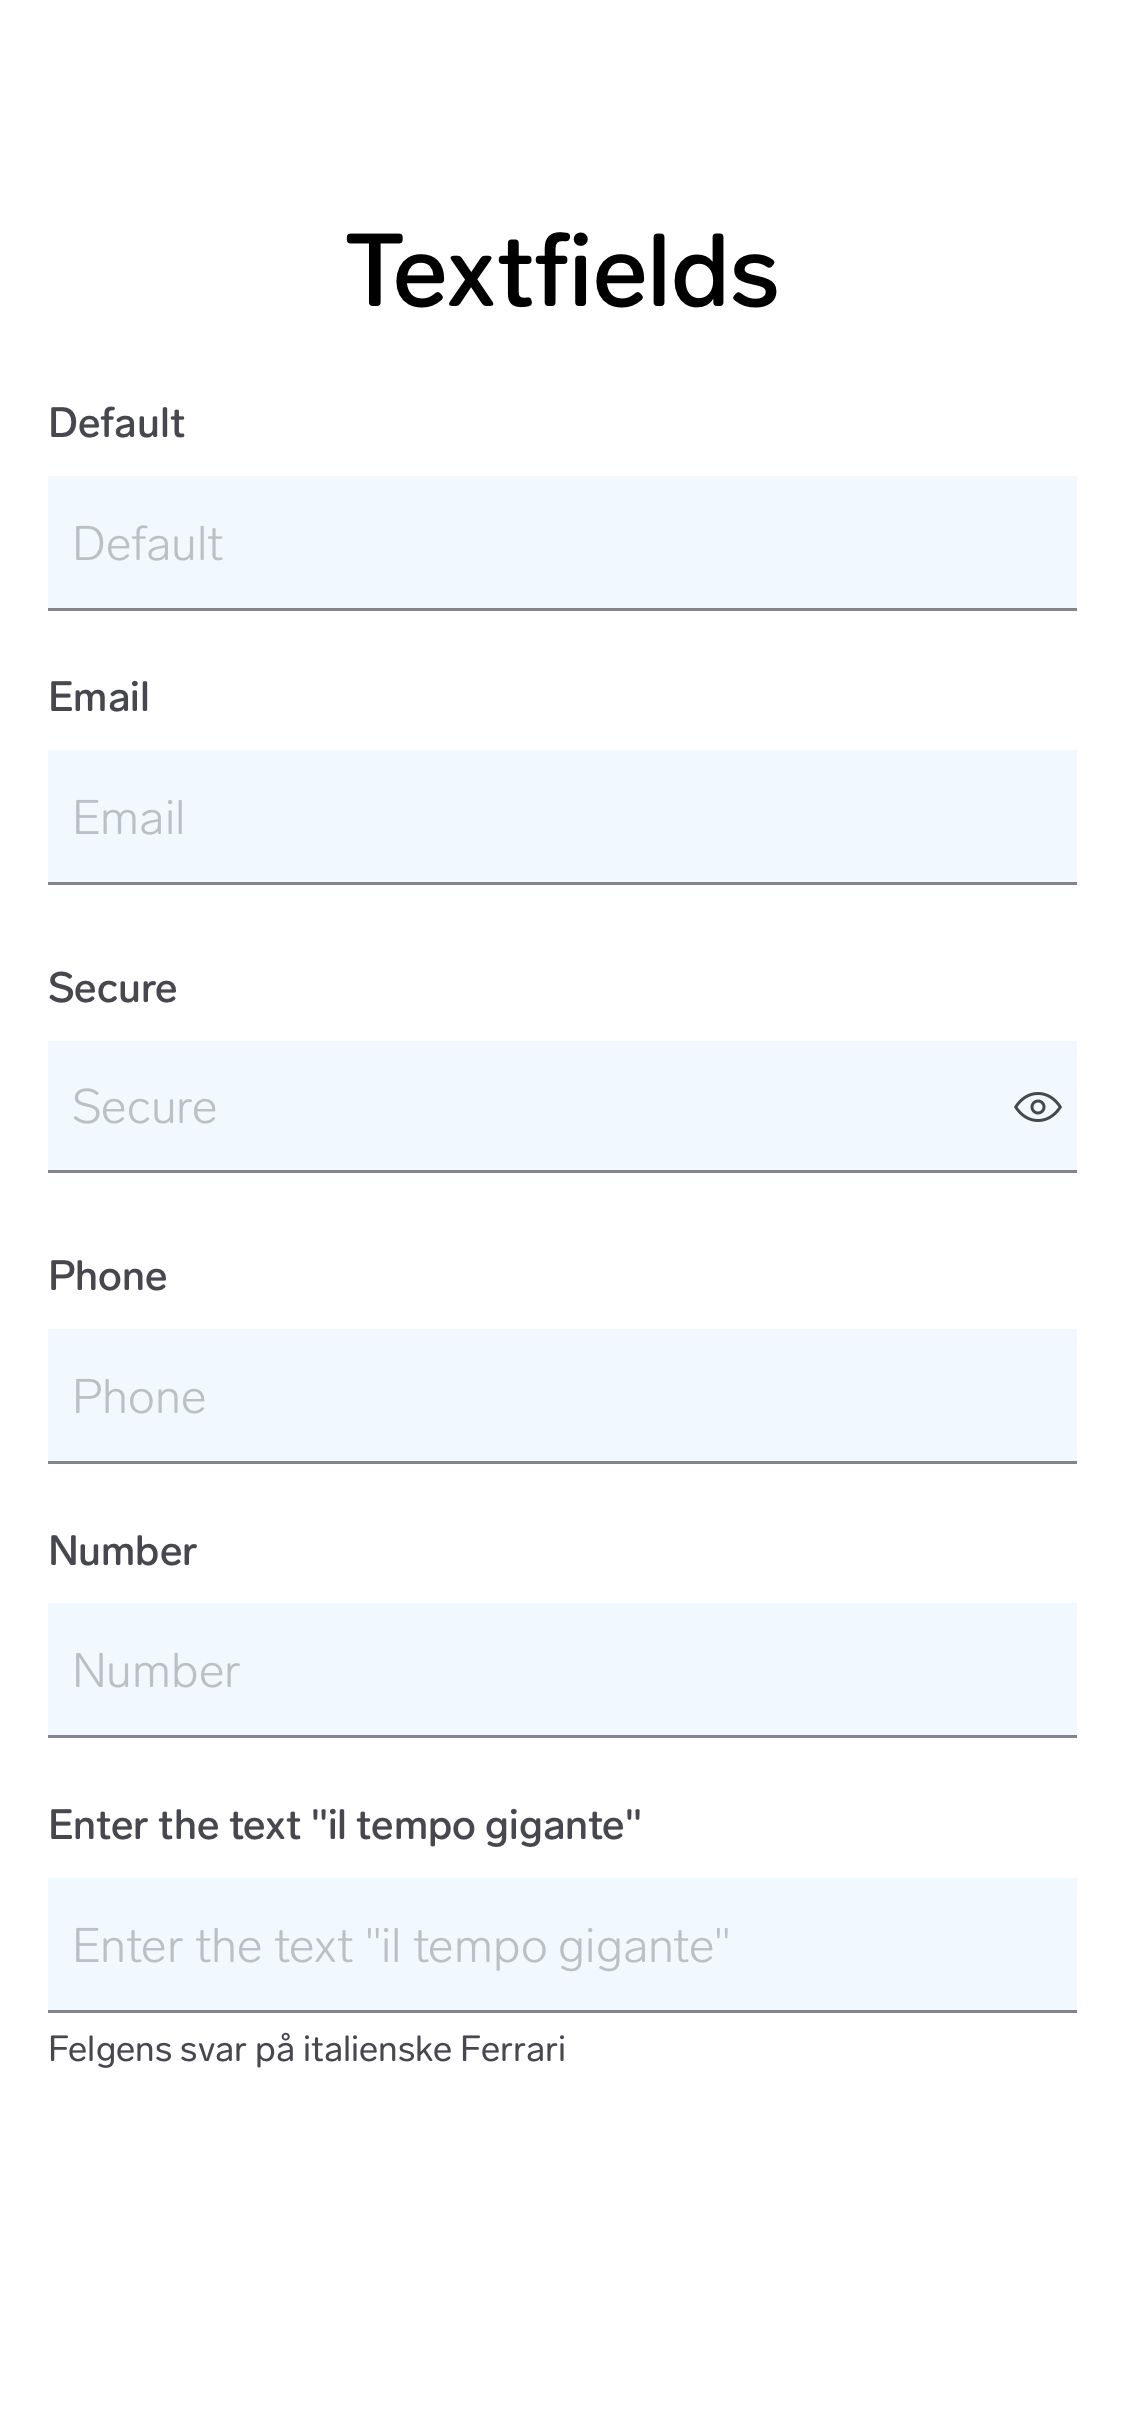 Textfields
Default
Default
Email
Email
Secure
Secure
Phone
Phone
Number
Number
Enter the text "il tempo gigante"
Enter the text "il tempo gigante"
Felgens svar på italienske Ferrari